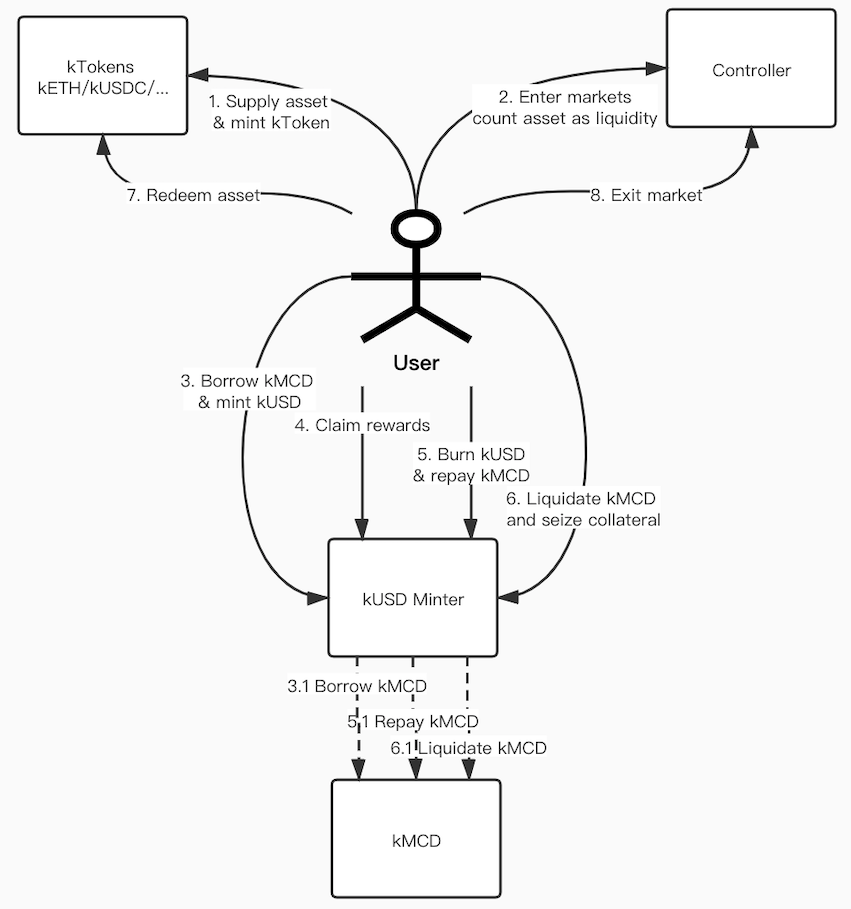 kTokens
kETH/kUSDC/...
Controller
1. Supply asset
& mint kToken
2. Enter markets
count asset as liquidity
7. Redeem asset
8. Exit market
User
3. Borrow kMCD
& mint kUSD
4. Claim rewards
5. Burn kUSD
& repay kMCD
6. Liquidate kMCD
and seize collateral
kUSD Minter
3.1 Borrow kMCD
5.1 Repay kMCD
6.1 Liquidate kMCD
kMCD